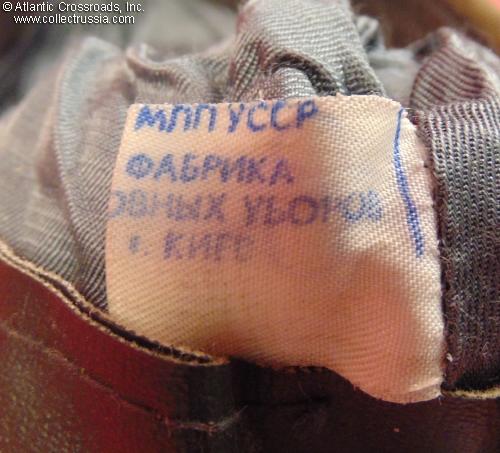 © Atlantic Crossroads, Inc.
www.collectrussia.com
МЛП УССР
ФАБРИКА
ОВНЫХ УБОРОВ
г. КИЕВ